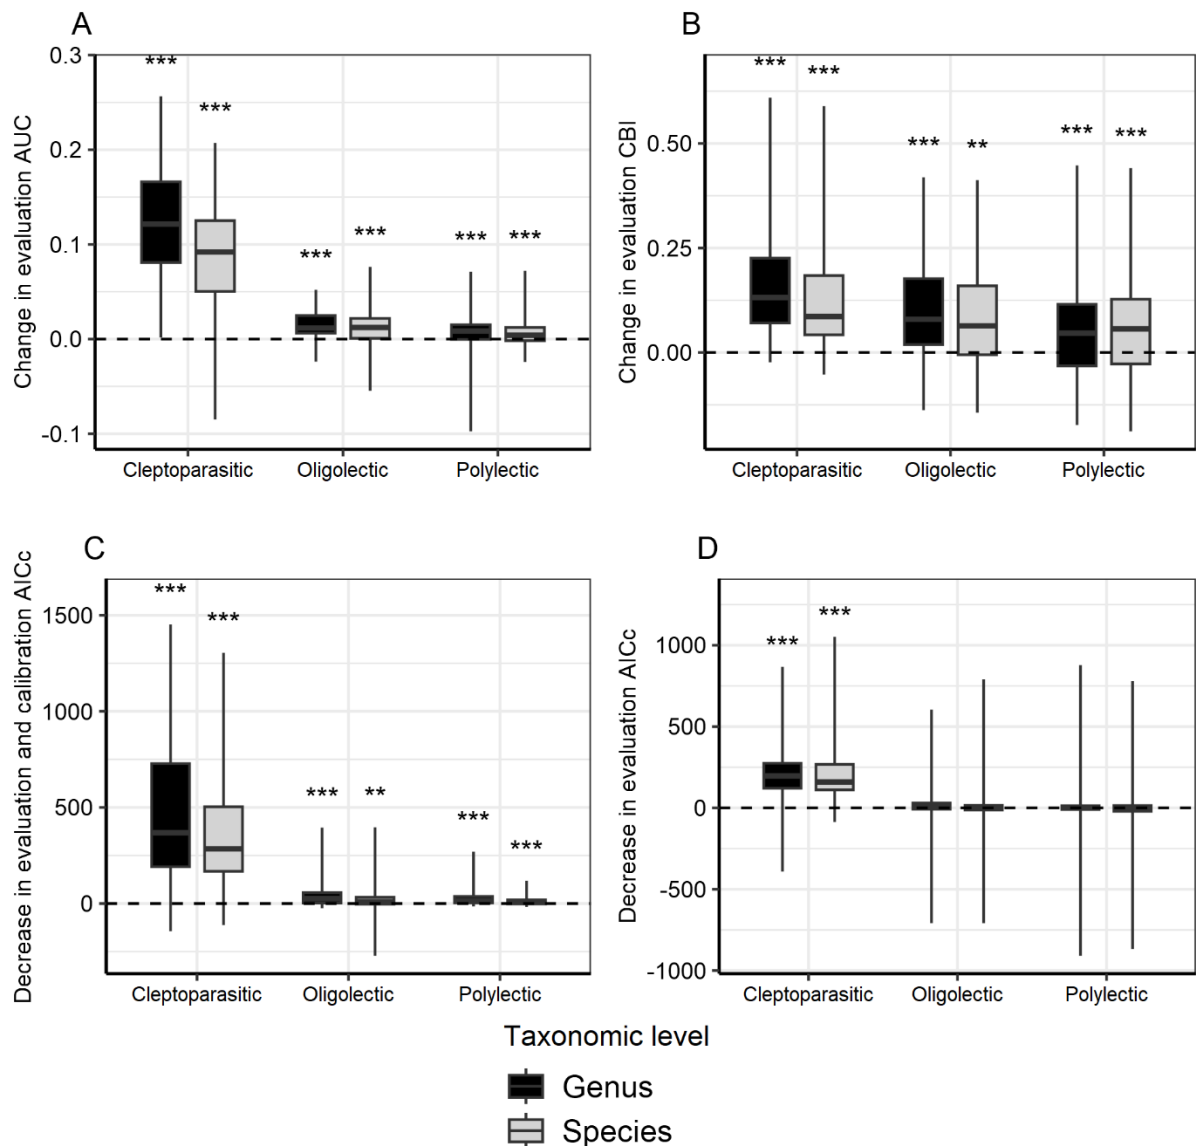 A
Change in evaluation AUC
0.3
0.2
0.1
0.0
-0.1
*** ***
*** ***
*** ***
Cleptoparasitic Oligolectic Polylectic
B
Change in evaluation CBI
0.50
0.25
0.00
*** ***
*** **
*** ***
Cleptoparasitic Oligolectic Polylectic
C
Decrease in evaluation and calibration AICc
1500
1000
500
0
*** ***
*** **
*** ***
Cleptoparasitic Oligolectic Polylectic
D
Decrease in evaluation AICc
1000
500
0
-500
-1000
*** ***
Cleptoparasitic Oligolectic Polylectic
Taxonomic level
Genus
Species